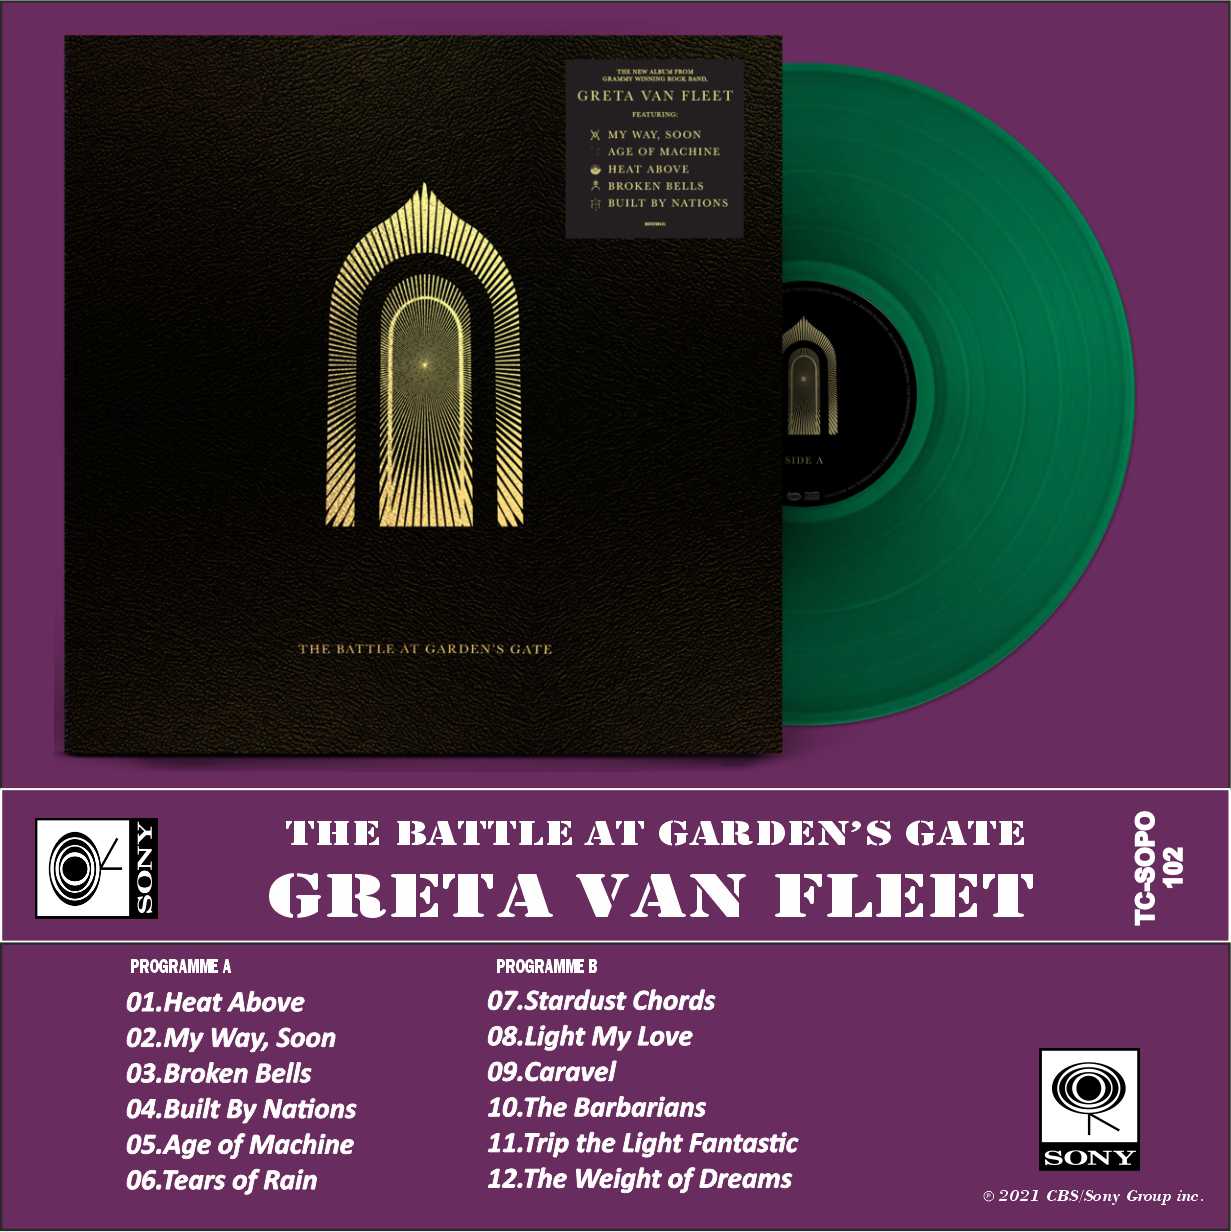 THE NEW ALBUM FROM
GRAMMY WINNING ROCK BAND,
GRETA VAN FLEET
FEATURING:
MY WAY, SOON
AGE OF MACHINE
HEAT ABOVE
BROKEN BELLS
BUILT BY NATIONS
SIDE A
THE BATTLE AT GARDEN'S GATE
SONY
THE BATTLE AT GARDEN'S GATE
GRETA VAN FLEET
TC-SOPO
102
PROGRAMME A
01.Heat Above
02.My Way, Soon
03.Broken Bells
04.Built By Nations
05.Age of Machine
06.Tears of Rain
PROGRAMME B
07.Stardust Chords
08.Light My Love
09.Caravel
10.The Barbarians
11.Trip the Light Fantastic
12.The Weight of Dreams
SONY
℗ 2021 CBS/Sony Group inc.